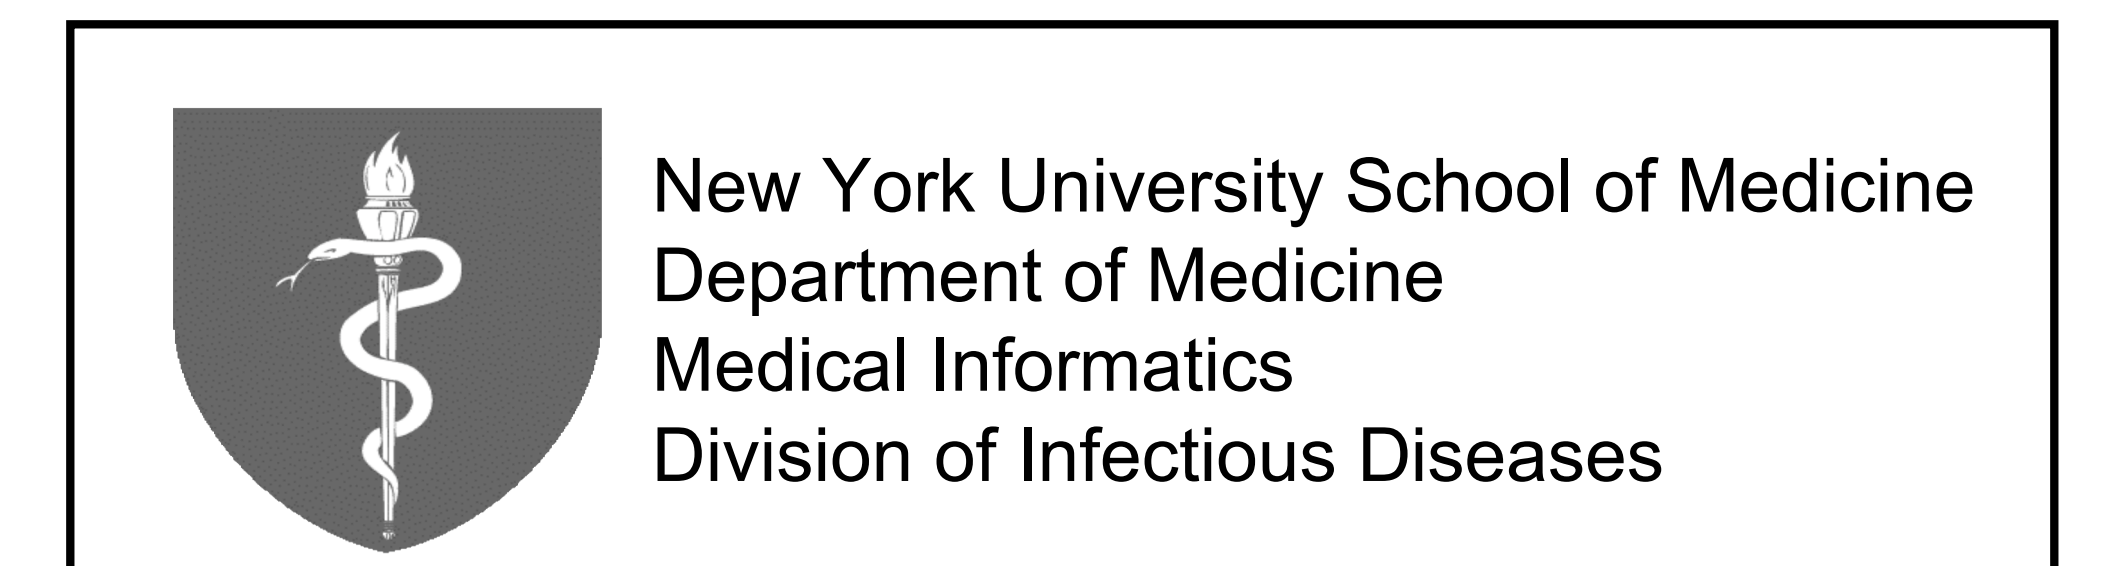 New York University School of Medicine
Department of Medicine
Medical Informatics
Division of Infectious Diseases